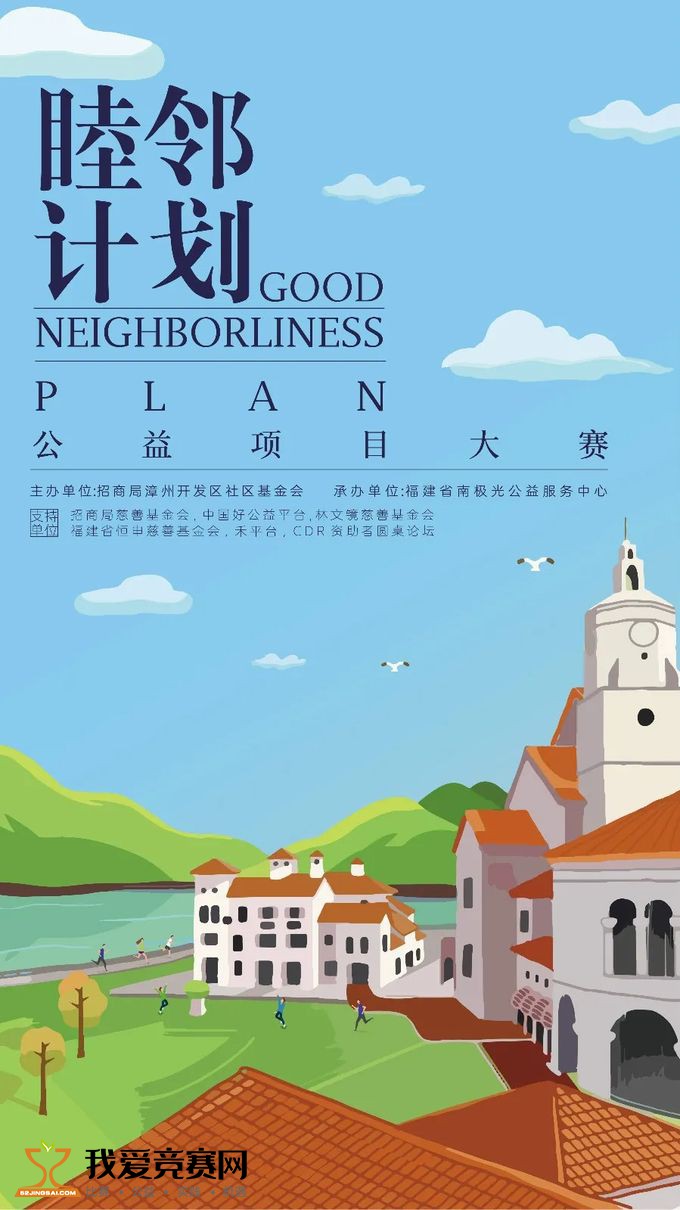 睦邻
计划GOOD
NEIGHBORLINESS
PLAN
公益项目大赛
主办单位:招商局漳州开发区社区基金会 承办单位:福建省南极光公益服务中心
支持单位 招商局慈善基金会, 中国好公益平台,林文镜慈善基金会
福建省恒申慈善基金会, 禾平台, CDR 资助者圆桌论坛
我爱竞赛网
52JINGSAI.COM